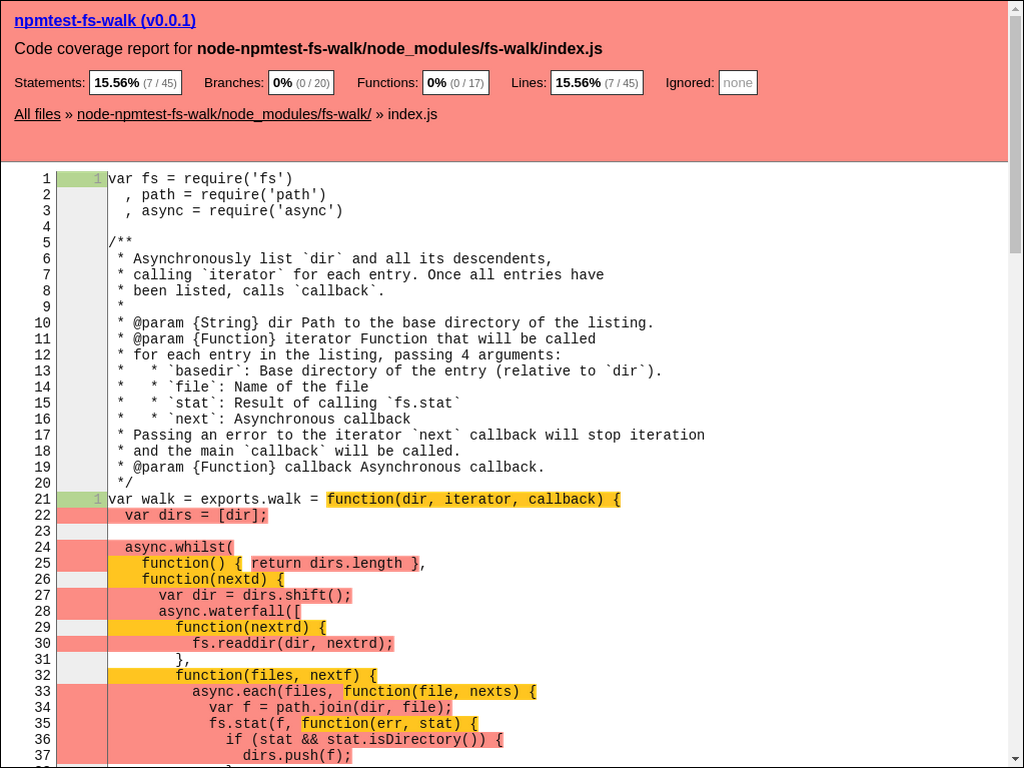 npmtest-fs-walk (v0.0.1)
Code coverage report for node-npmtest-fs-walk/node_modules/fs-walk/index.js
Statements: 15.56% (7 / 45) Branches: 0% (0 / 20) Functions: 0% (0 / 17) Lines: 15.56% (7 / 45) Ignored: none
All files » node-npmtest-fs-walk/node_modules/fs-walk/ » index.js
1 1 var fs = require('fs')
2   , path = require('path')
3   , async = require('async')
4
5 /**
6  * Asynchronously list `dir` and all its descendents,
7  * calling `iterator` for each entry. Once all entries have
8  * been listed, calls `callback`.
9  *
10  * @param {String} dir Path to the base directory of the listing.
11  * @param {Function} iterator Function that will be called
12  * for each entry in the listing, passing 4 arguments:
13  *   * `basedir`: Base directory of the entry (relative to `dir`).
14  *   * `file`: Name of the file
15  *   * `stat`: Result of calling `fs.stat`
16  *   * `next`: Asynchronous callback
17  * Passing an error to the iterator `next` callback will stop iteration
18  * and the main `callback` will be called.
19  * @param {Function} callback Asynchronous callback.
20  */
21 1 var walk = exports.walk = function(dir, iterator, callback) {
22   var dirs = [dir];
23
24   async.whilst(
25     function() { return dirs.length },
26     function(nextd) {
27       var dir = dirs.shift();
28       async.waterfall([
29         function(nextrd) {
30           fs.readdir(dir, nextrd);
31         },
32         function(files, nextf) {
33           async.each(files, function(file, nexts) {
34             var f = path.join(dir, file);
35             fs.stat(f, function(err, stat) {
36               if (stat && stat.isDirectory()) {
37                 dirs.push(f);